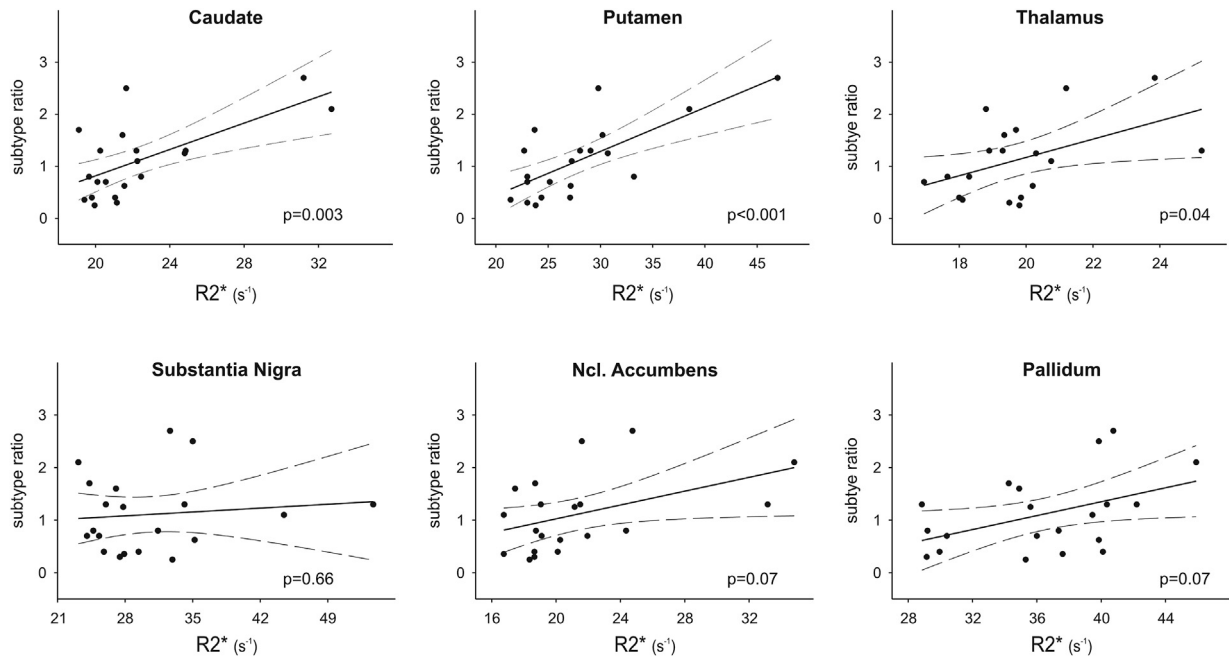 Caudate
subtype ratio
3
2
1
0
p=0.003
20 24 28 32
R2* (s-1)
Putamen
subtype ratio
3
2
1
0
p<0.001
20 25 30 35 40 45
R2* (s-1)
Thalamus
subtye ratio
3
2
1
0
p=0.04
18 20 22 24
R2* (s-1)
Substantia Nigra
subtype ratio
3
2
1
0
p=0.66
21 28 35 42 49
R2* (s-1)
Ncl. Accumbens
subtype ratio
3
2
1
0
p=0.07
16 20 24 28 32
R2* (s-1)
Pallidum
subtye ratio
3
2
1
0
p=0.07
28 32 36 40 44
R2* (s-1)